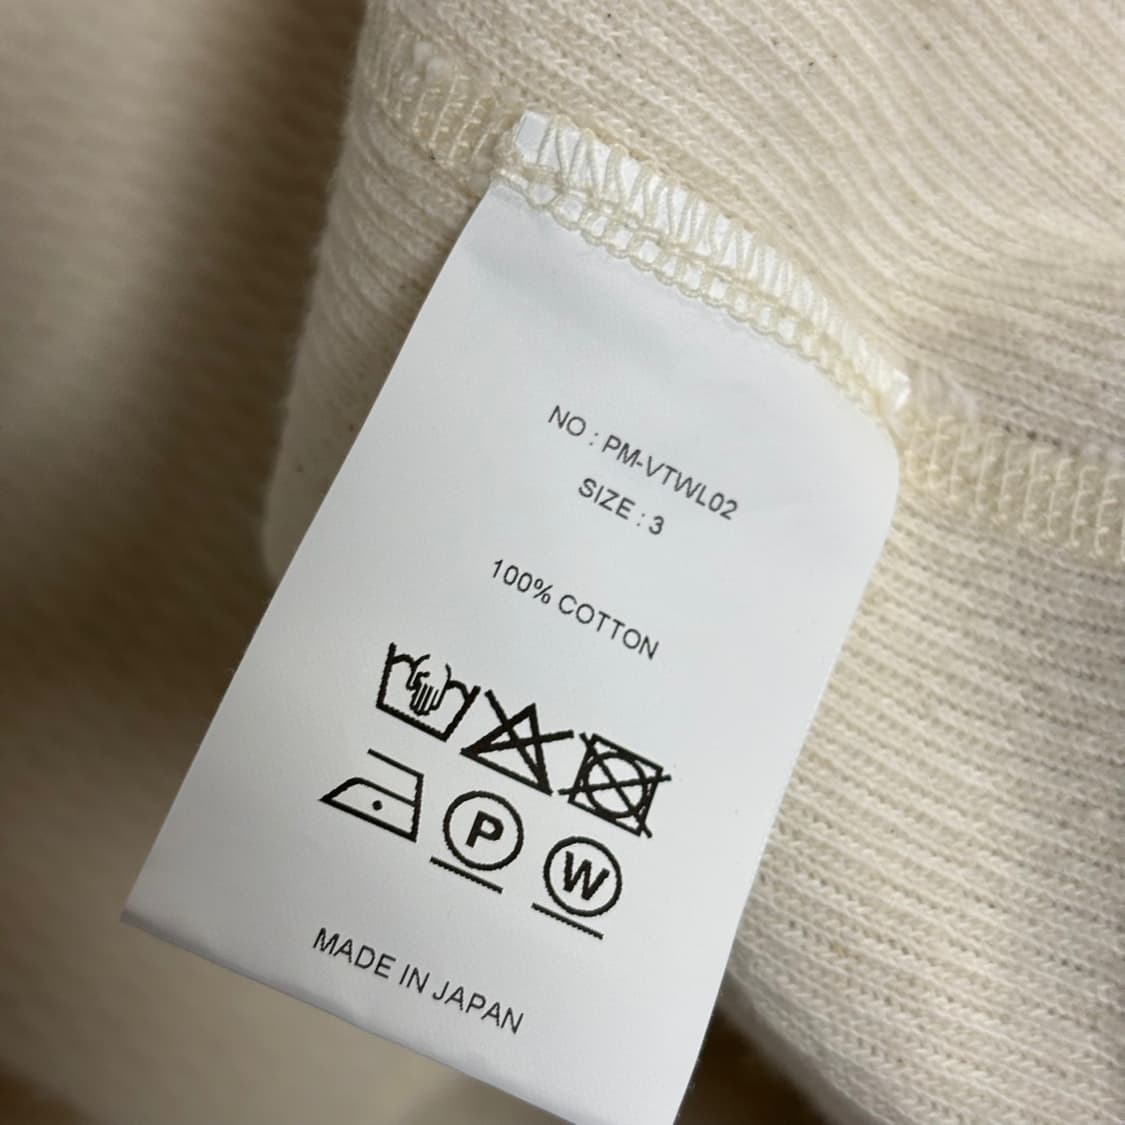 NO : PM-VTWL02
SIZE : 3
100% COTTON
P
W
MADE IN JAPAN